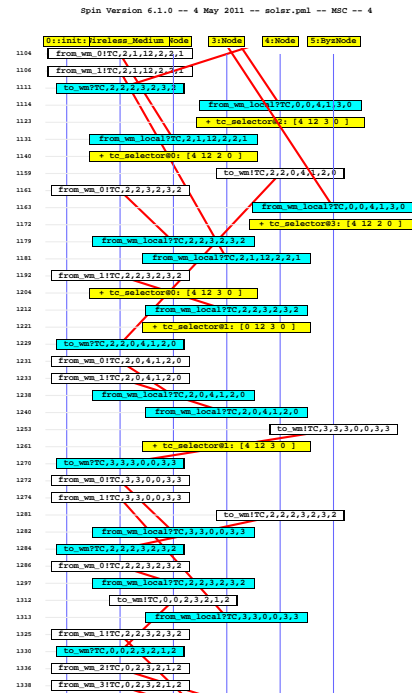 Spin Version 6.1.0 -- 4 May 2011 -- solsr.pml -- MSC -- 4
0::init: Wireless_Medium Node 3:Node 4:Node 5:ByzNode
1104 from_wm_0!TC,2,1,12,2,2,1
1106 from_wm_1!TC,2,1,12,2,2,1
1111 to_wm?TC,2,2,2,3,2,3,2
1114 from_wm_local?TC,0,0,4,1,3,0
1123 + tc_selector@2: [4 12 3 0 ]
1131 from_wm_local?TC,2,1,12,2,2,1
1140 + tc_selector@0: [4 12 2 0 ]
1159 to_wm!TC,2,2,0,4,1,2,0
1161 from_wm_0!TC,2,2,3,2,3,2
1163 from_wm_local?TC,0,0,4,1,3,0
1172 + tc_selector@3: [4 12 2 0 ]
1179 from_wm_local?TC,2,2,3,2,3,2
1181 from_wm_local?TC,2,1,12,2,2,1
1192 from_wm_1!TC,2,2,3,2,3,2
1204 + tc_selector@0: [4 12 3 0 ]
1212 from_wm_local?TC,2,2,3,2,3,2
1221 + tc_selector@1: [0 12 3 0 ]
1229 to_wm?TC,2,2,0,4,1,2,0
1231 from_wm_0!TC,2,0,4,1,2,0
1233 from_wm_1!TC,2,0,4,1,2,0
1238 from_wm_local?TC,2,0,4,1,2,0
1240 from_wm_local?TC,2,0,4,1,2,0
1253 to_wm!TC,3,3,3,0,0,3,3
1261 + tc_selector@1: [4 12 3 0 ]
1270 to_wm?TC,3,3,3,0,0,3,3
1272 from_wm_0!TC,3,3,0,0,3,3
1274 from_wm_1!TC,3,3,0,0,3,3
1281 to_wm!TC,2,2,2,3,2,3,2
1282 from_wm_local?TC,3,3,0,0,3,3
1284 to_wm?TC,2,2,2,3,2,3,2
1286 from_wm_0!TC,2,2,3,2,3,2
1297 from_wm_local?TC,2,2,3,2,3,2
1312 to_wm!TC,0,0,2,3,2,1,2
1313 from_wm_local?TC,3,3,0,0,3,3
1325 from_wm_1!TC,2,2,3,2,3,2
1330 to_wm?TC,0,0,2,3,2,1,2
1336 from_wm_2!TC,0,2,3,2,1,2
1338 from_wm_3!TC,0,2,3,2,1,2